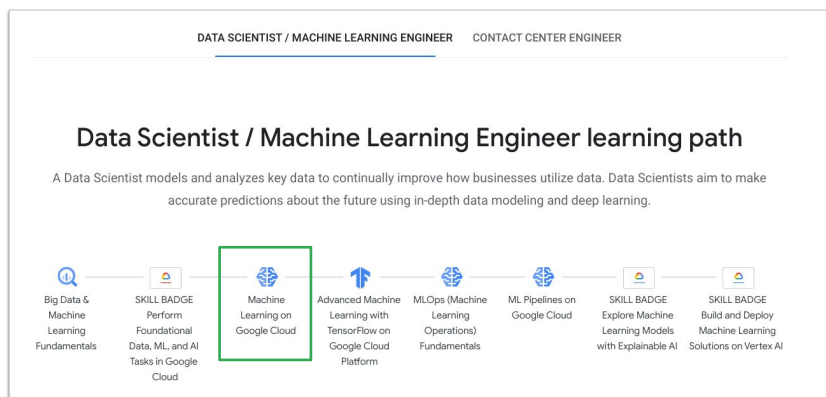 DATA SCIENTIST / MACHINE LEARNING ENGINEER
CONTACT CENTER ENGINEER
Data Scientist / Machine Learning Engineer learning path
A Data Scientist models and analyzes key data to continually improve how businesses utilize data. Data Scientists aim to make
accurate predictions about the future using in-depth data modeling and deep learning.
Big Data &
Machine
Learning
Fundamentals
SKILL BADGE
Perform
Foundational
Data, ML, and AI
Tasks in Google
Cloud
Machine
Learning on
Google Cloud
Advanced Machine
Learning with
TensorFlow on
Google Cloud
Platform
MLOps (Machine
Learning
Operations)
Fundamentals
ML Pipelines on
Google Cloud
SKILL BADGE
Explore Machine
Learning Models
with Explainable AI
SKILL BADGE
Build and Deploy
Machine Learning
Solutions on Vertex AI